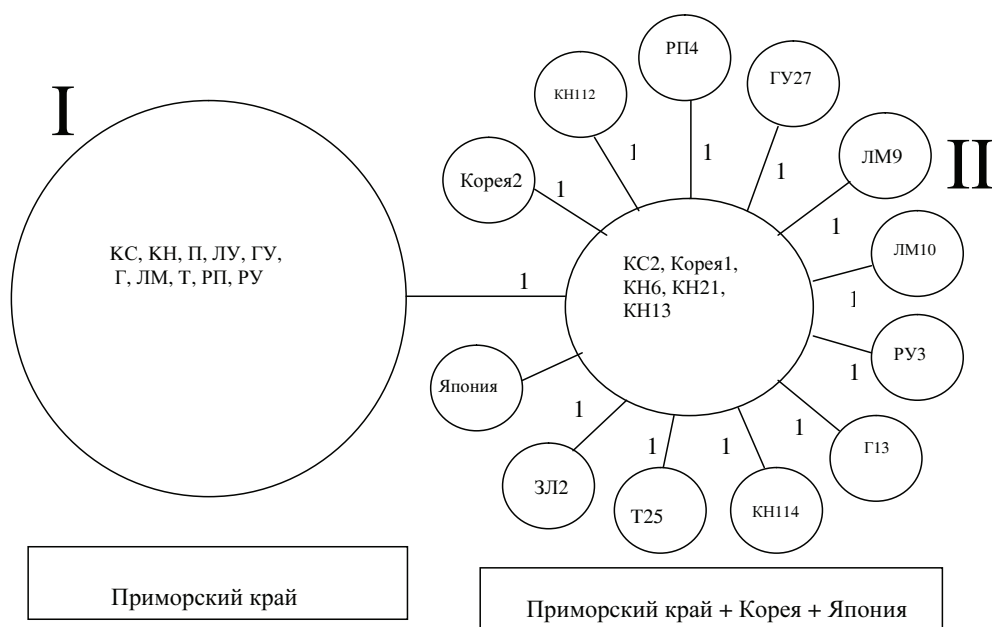 I
II
РП4
ГУ27
КН112
ЛМ9
Корея2
1
1
1
1
1
ЛМ10
КС, КН, П, ЛУ, ГУ,
Г, ЛМ, Т, РП, РУ
1
КС2, Корея1,
КН6, КН21,
КН13
1
РУ3
1
Япония
1
1
1
1
Г13
ЗЛ2
Т25
КН114
Приморский край
Приморский край + Корея + Япония